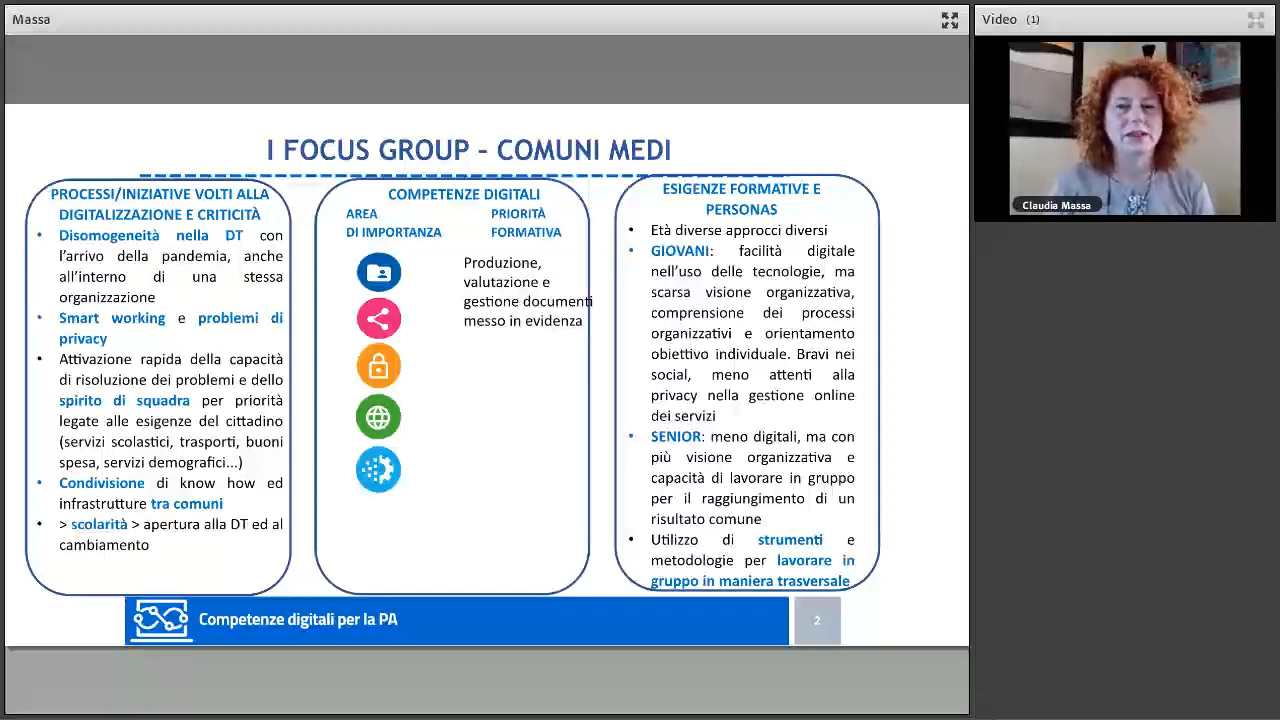 Massa
Video (1)
Claudia Massa
I FOCUS GROUP – COMUNI MEDI
PROCESSI/INIZIATIVE VOLTI ALLA
DIGITALIZZAZIONE E CRITICITÀ
• Disomogeneità nella DT con
l’arrivo della pandemia, anche
all’interno di una stessa
organizzazione
• Smart working e problemi di
privacy
• Attivazione rapida della capacità
di risoluzione dei problemi e dello
spirito di squadra per priorità
legate alle esigenze del cittadino
(servizi scolastici, trasporti, buoni
spesa, servizi demografici...)
• Condivisione di know how ed
infrastrutture tra comuni
• > scolarità > apertura alla DT ed al
cambiamento
COMPETENZE DIGITALI
AREA
DI IMPORTANZA
PRIORITÀ
FORMATIVA
Produzione,
valutazione e
gestione documenti
messo in evidenza
ESIGENZE FORMATIVE E
PERSONAS
• Età diverse approcci diversi
• GIOVANI: facilità digitale
nell’uso delle tecnologie, ma
scarsa visione organizzativa,
comprensione dei processi
organizzativi e orientamento
obiettivo individuale. Bravi nei
social, meno attenti alla
privacy nella gestione online
dei servizi
• SENIOR: meno digitali, ma con
più visione organizzativa e
capacità di lavorare in gruppo
per il raggiungimento di un
risultato comune
• Utilizzo di strumenti e
metodologie per lavorare in
gruppo in maniera trasversale
Competenze digitali per la PA
2